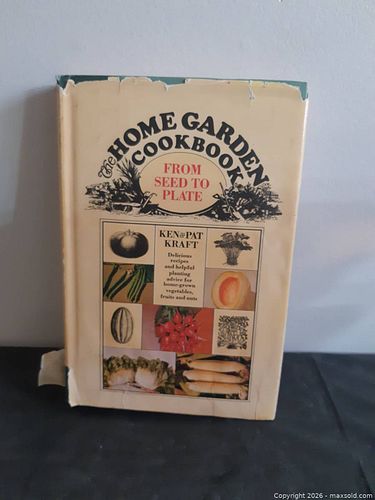 The HOME GARDEN
COOKBOOK
FROM
SEED TO
PLATE
KEN & PAT
KRAFT
Delicious
recipes
and helpful
planting
advice for
home-grown
vegetables,
fruits and nuts
Copyright 2026 - maxsold.com